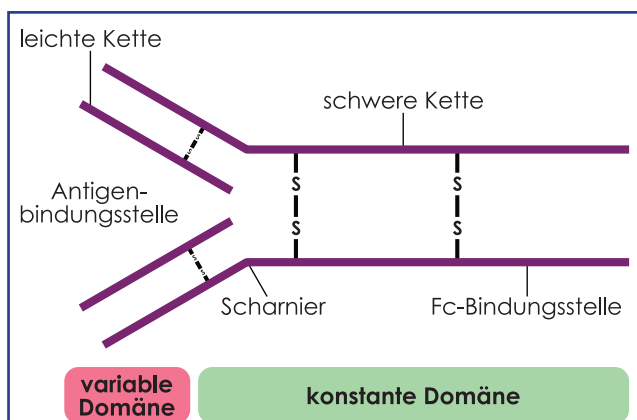 leichte Kette
schwere Kette
S
S
S
S
S
S
Antigen-
bindungsstelle
S
S
Scharnier
Fc-Bindungsstelle
variable
Domäne
konstante Domäne